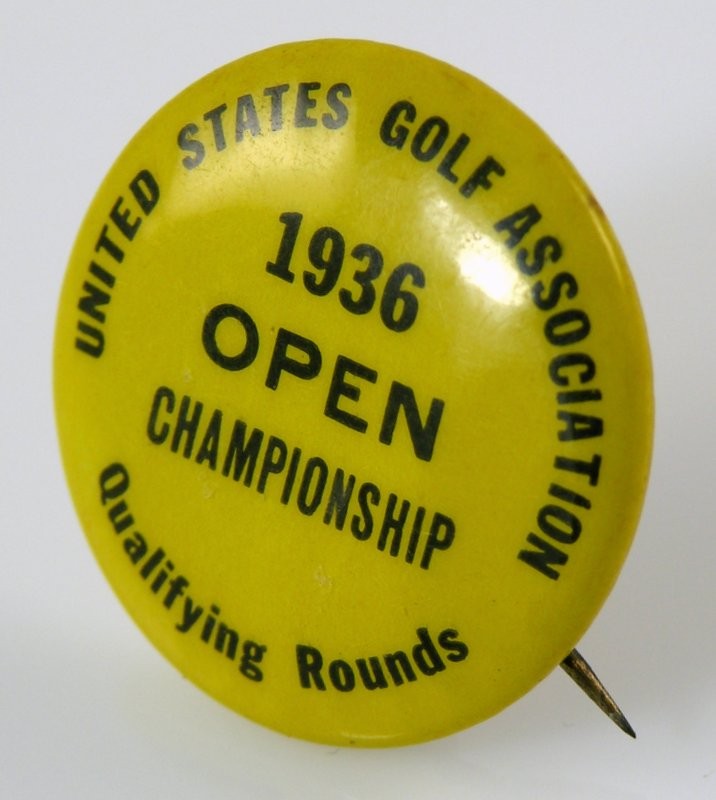 UNITED STATES GOLF ASSOCIATION
1936
OPEN
CHAMPIONSHIP
Qualifying Rounds